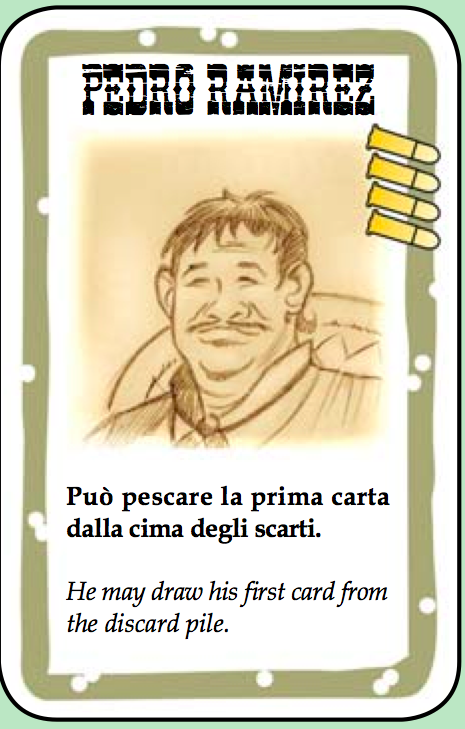 PEDRO RAMIREZ
Può pescare la prima carta
dalla cima degli scarti.
He may draw his first card from
the discard pile.